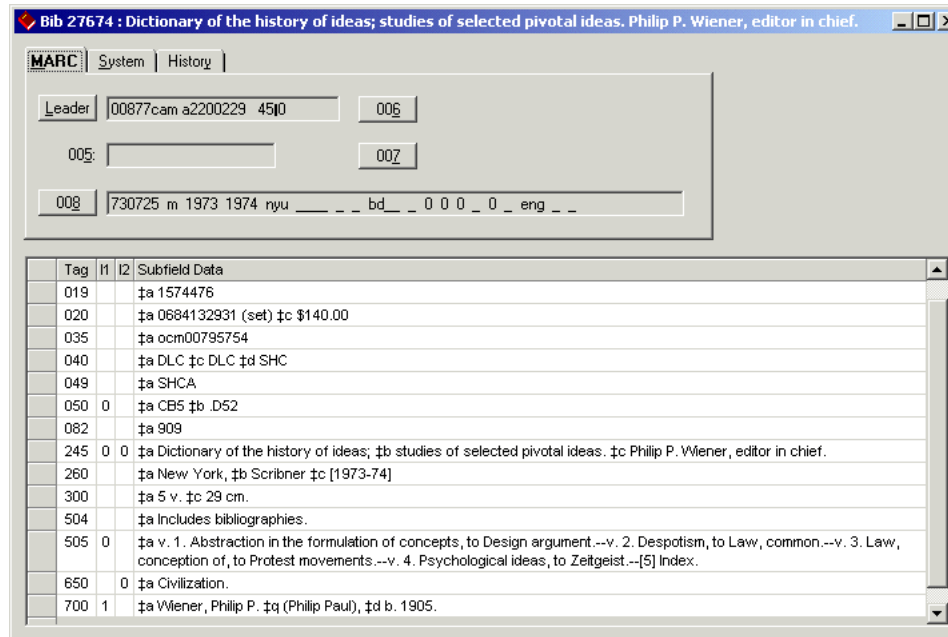 Bib 27674 : Dictionary of the history of ideas; studies of selected pivotal ideas. Philip P. Wiener, editor in chief.
MARC System History
Leader 00877cam a2200229 45I0 006
005: 007
008 730725 m 1973 1974 nyu ____ _ _ bd__ _ 0 0 0 _ 0 _ eng _ _
Tag I1 I2 Subfield Data
019 ‡a 1574476
020 ‡a 0684132931 (set) ‡c $140.00
035 ‡a ocm00795754
040 ‡a DLC ‡c DLC ‡d SHC
049 ‡a SHCA
050 0 ‡a CB5 ‡b .D52
082 ‡a 909
245 0 0 ‡a Dictionary of the history of ideas; ‡b studies of selected pivotal ideas. ‡c Philip P. Wiener, editor in chief.
260 ‡a New York, ‡b Scribner ‡c [1973-74]
300 ‡a 5 v. ‡c 29 cm.
504 ‡a Includes bibliographies.
505 0 ‡a v. 1. Abstraction in the formulation of concepts, to Design argument.--v. 2. Despotism, to Law, common.--v. 3. Law,
conception of, to Protest movements.--v. 4. Psychological ideas, to Zeitgeist.--[5] Index.
650 0 ‡a Civilization.
700 1 ‡a Wiener, Philip P. ‡q (Philip Paul), ‡d b. 1905.